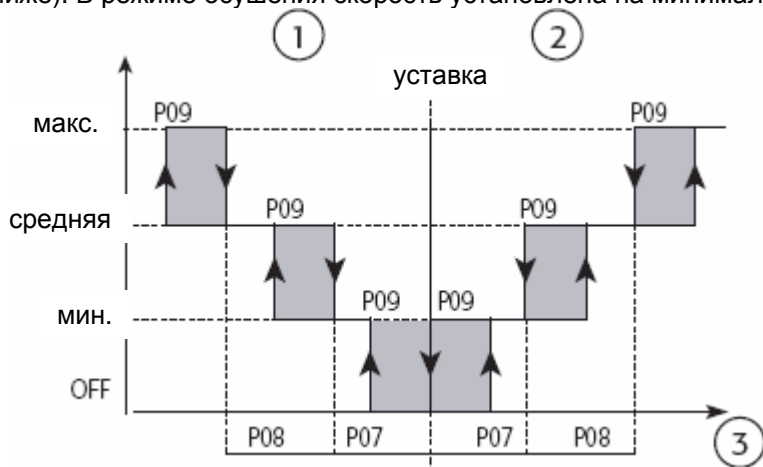 ниже). В режиме осушения скорость установлена на минимал
1 2
уставка
P09 P09
макс.
P09 P09
средняя
P09 P09
мин.
OFF
P08 P07 P07 P08
3